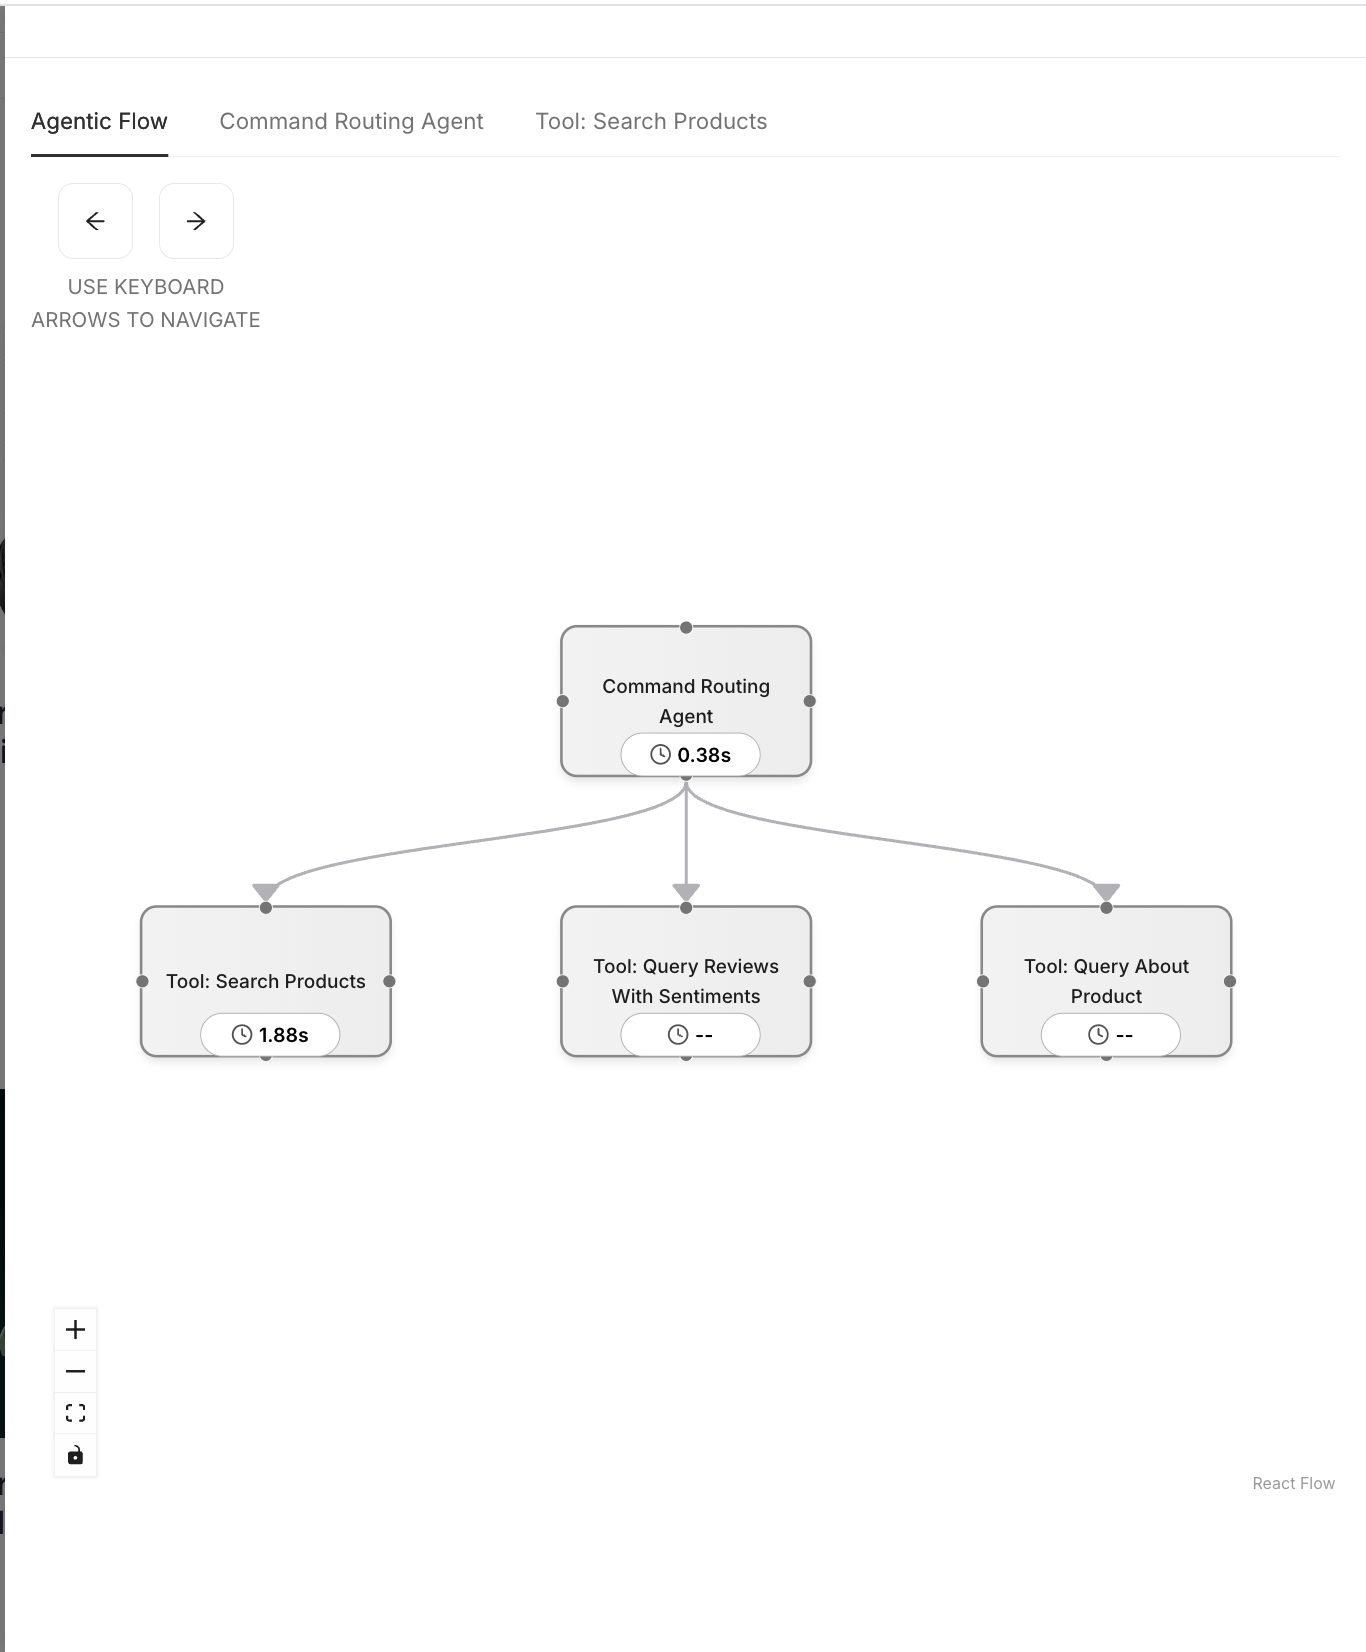 Agentic Flow
Command Routing Agent
Tool: Search Products
USE KEYBOARD
ARROWS TO NAVIGATE
Command Routing
Agent
0.38s
Tool: Search Products
1.88s
Tool: Query Reviews
With Sentiments
--
Tool: Query About
Product
--
React Flow